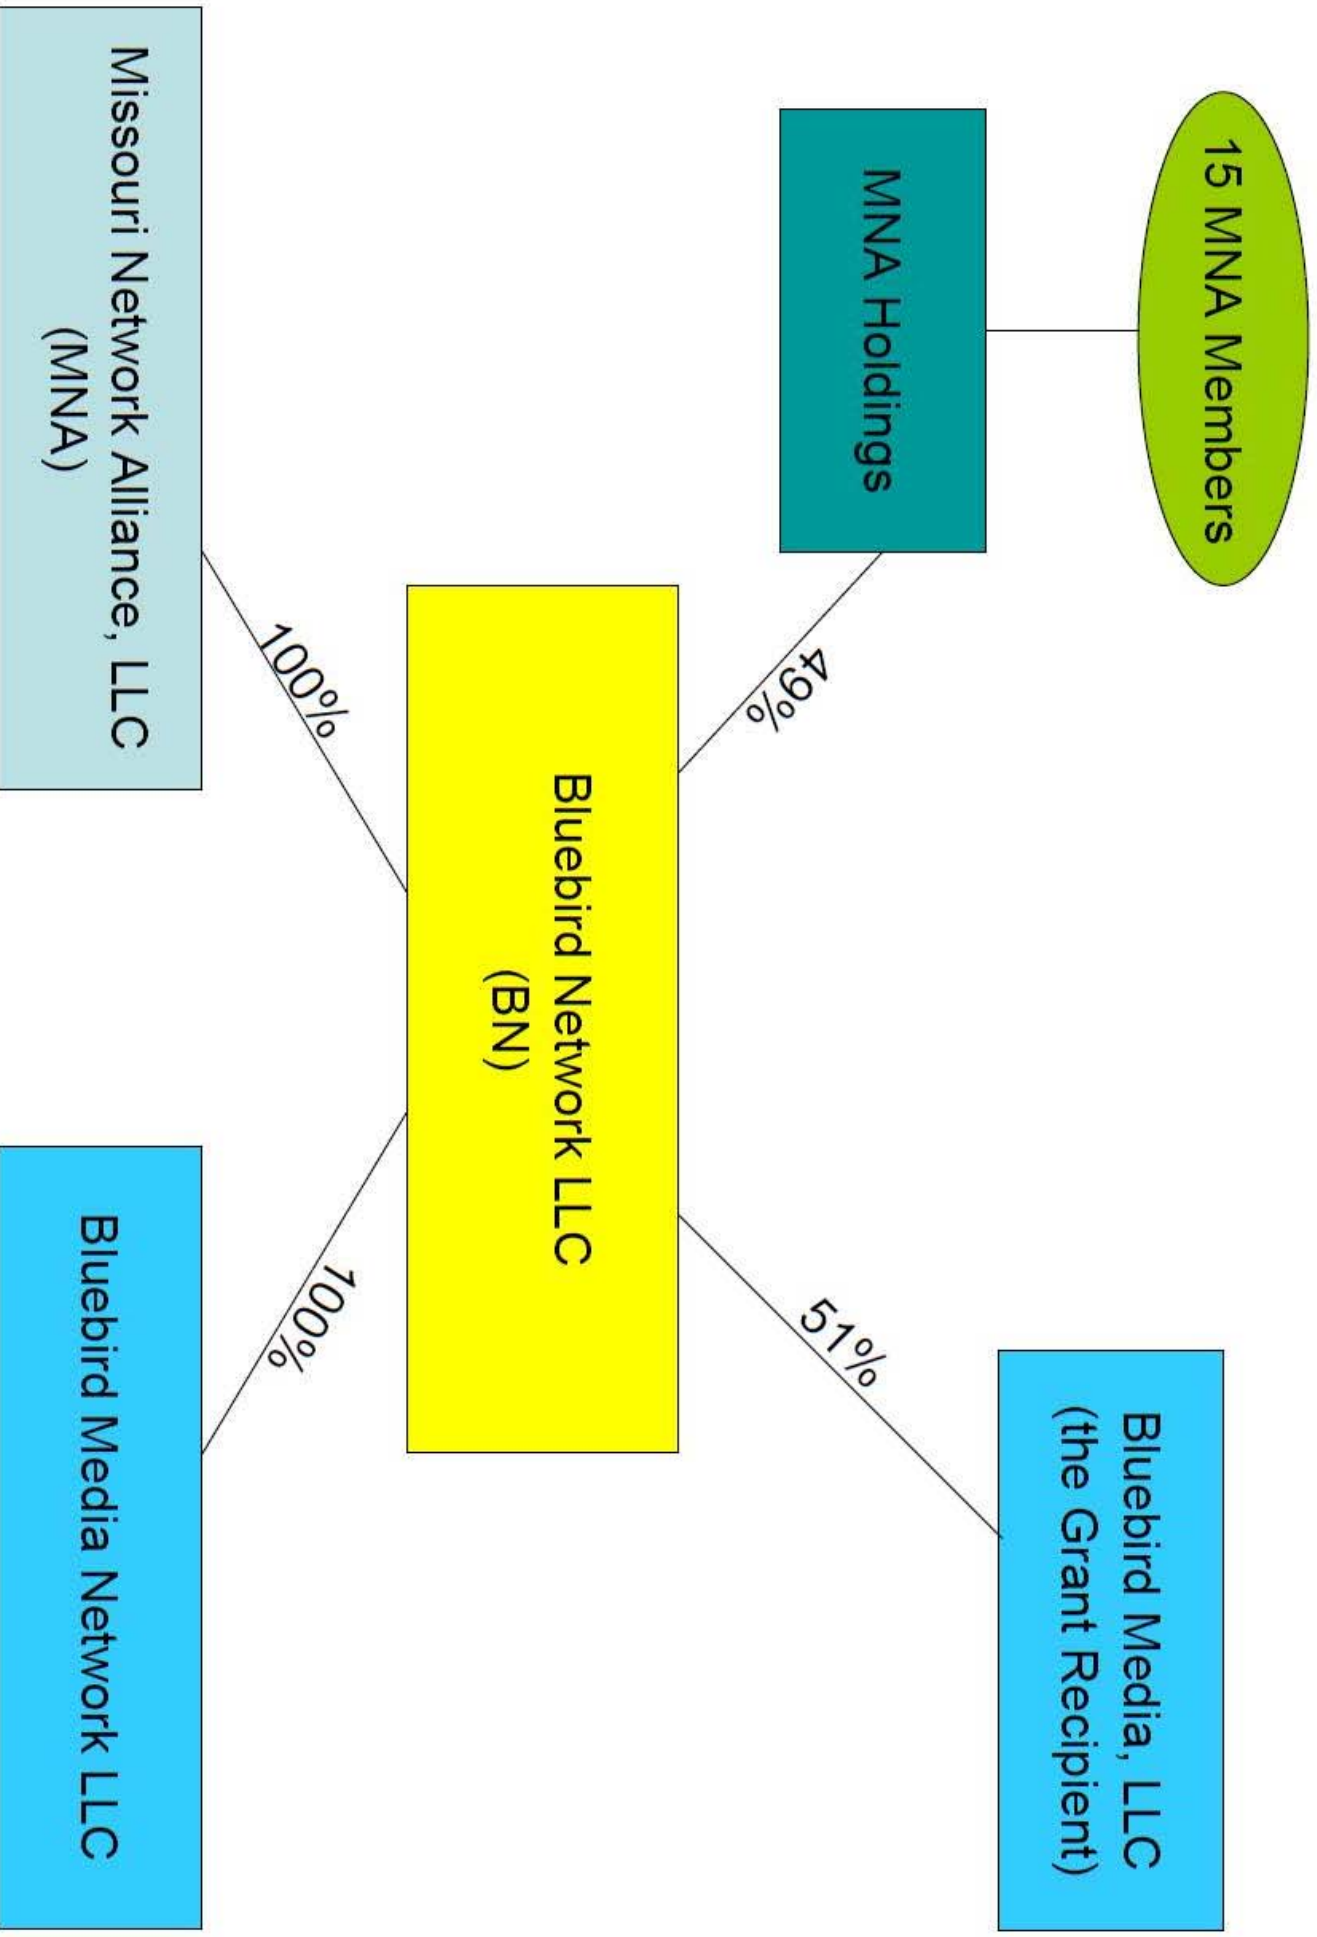 15 MNA Members
Bluebird Media, LLC
(the Grant Recipient)
MNA Holdings
49%
51%
Bluebird Network LLC
(BN)
100%
100%
Missouri Network Alliance, LLC
(MNA)
Bluebird Media Network LLC